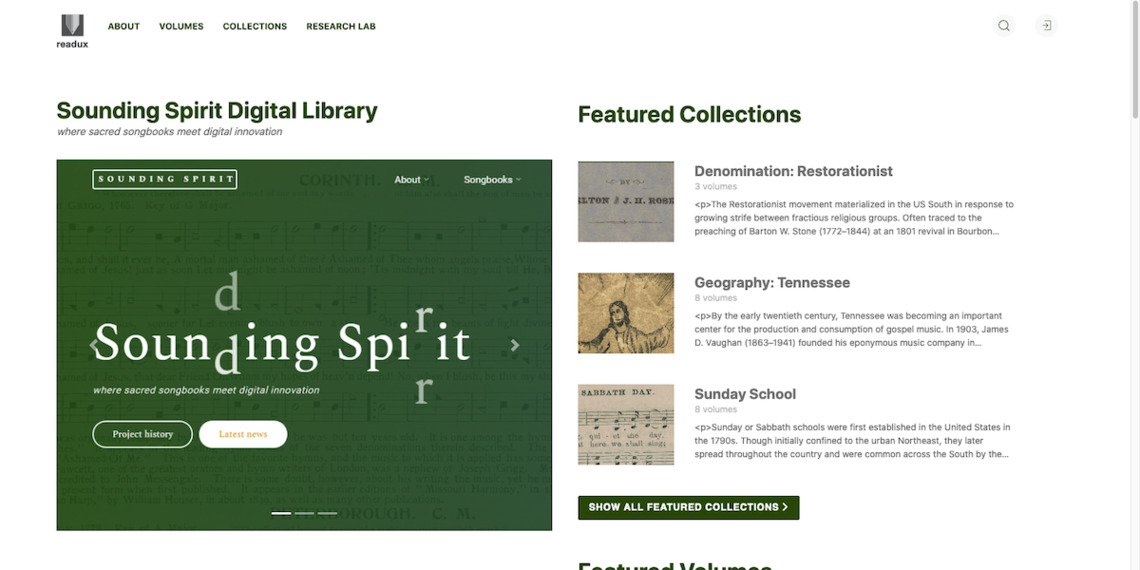 readux
ABOUT
VOLUMES
COLLECTIONS
RESEARCH LAB
Sounding Spirit Digital Library
where sacred songbooks meet digital innovation
SOUNDING SPIRIT
About
Songbooks
CORINTH.
Sounding Spirit
where sacred songbooks meet digital innovation
Project history
Latest news
PETERBOROUGH. C. M.
Featured Collections
BY
J. H. ROSE
Denomination: Restorationist
3 volumes
<p>The Restorationist movement materialized in the US South in response to
growing strife between fractious religious groups. Often traced to the
preaching of Barton W. Stone (1772–1844) at an 1801 revival in Bourbon...
Geography: Tennessee
8 volumes
<p>By the early twentieth century, Tennessee was becoming an important
center for the production and consumption of gospel music. In 1903, James
D. Vaughan (1863–1941) founded his eponymous music company in...
SABBATH DAY.
Sunday School
8 volumes
<p>Sunday or Sabbath schools were first established in the United States in
the 1790s. Though initially confined to the urban Northeast, they later
spread throughout the country and were common across the South by the...
SHOW ALL FEATURED COLLECTIONS
Featured Volumes